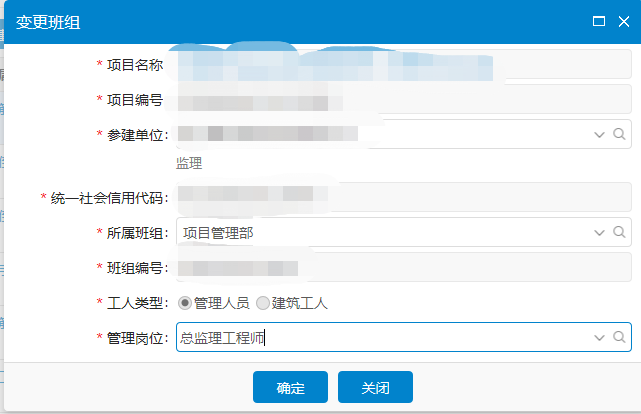 变更班组
* 项目名称
* 项目编号
* 参建单位:
监理
* 统一社会信用代码:
* 所属班组: 项目管理部
* 班组编号:
* 工人类型: 管理人员 建筑工人
* 管理岗位: 总监理工程师
确定 关闭